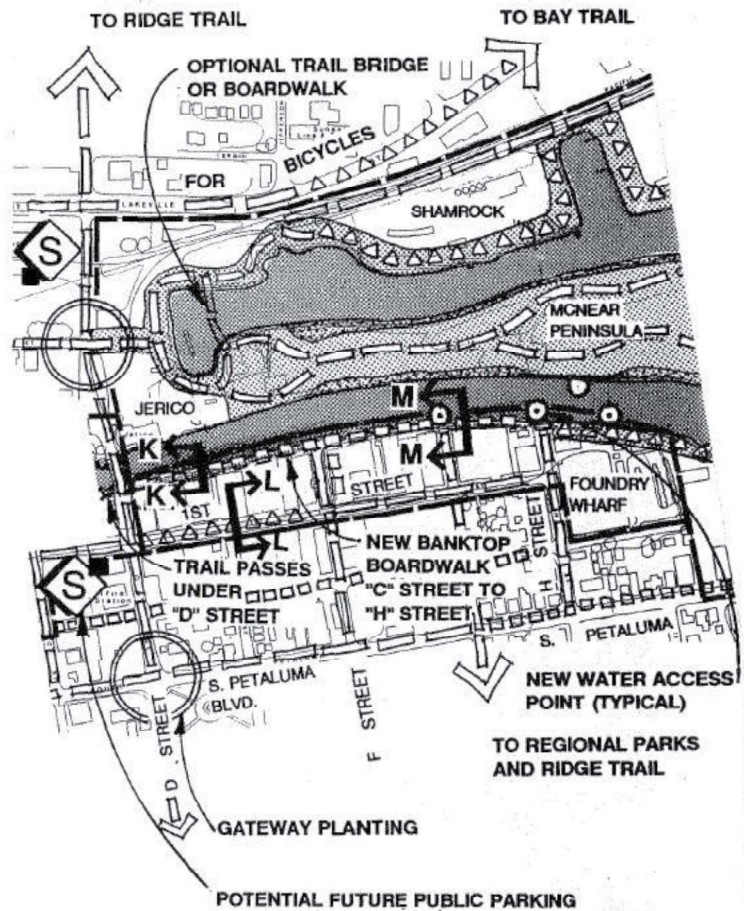 TO RIDGE TRAIL
TO BAY TRAIL
OPTIONAL TRAIL BRIDGE
OR BOARDWALK
BICYCLES
FOR
LAKEVILLE
SHAMROCK
S
MCNEAR
PENINSULA
JERICO
M
K
M
K
L
1ST
STREET
FOUNDRY
WHARF
L
H STREET
TRAIL PASSES
UNDER
"D" STREET
NEW BANKTOP
BOARDWALK
"C" STREET TO
"H" STREET
S
S. PETALUMA
S. PETALUMA
BLVD.
F STREET
D STREET
NEW WATER ACCESS
POINT (TYPICAL)
TO REGIONAL PARKS
AND RIDGE TRAIL
GATEWAY PLANTING
POTENTIAL FUTURE PUBLIC PARKING